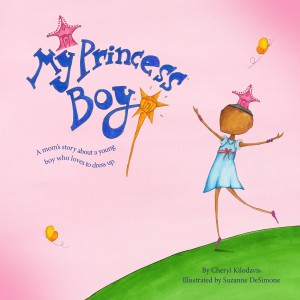 My Princess
Boy
A mom's story about a young
boy who loves to dress up
By Cheryl Kilodavis
Illustrated by Suzanne DeSimone